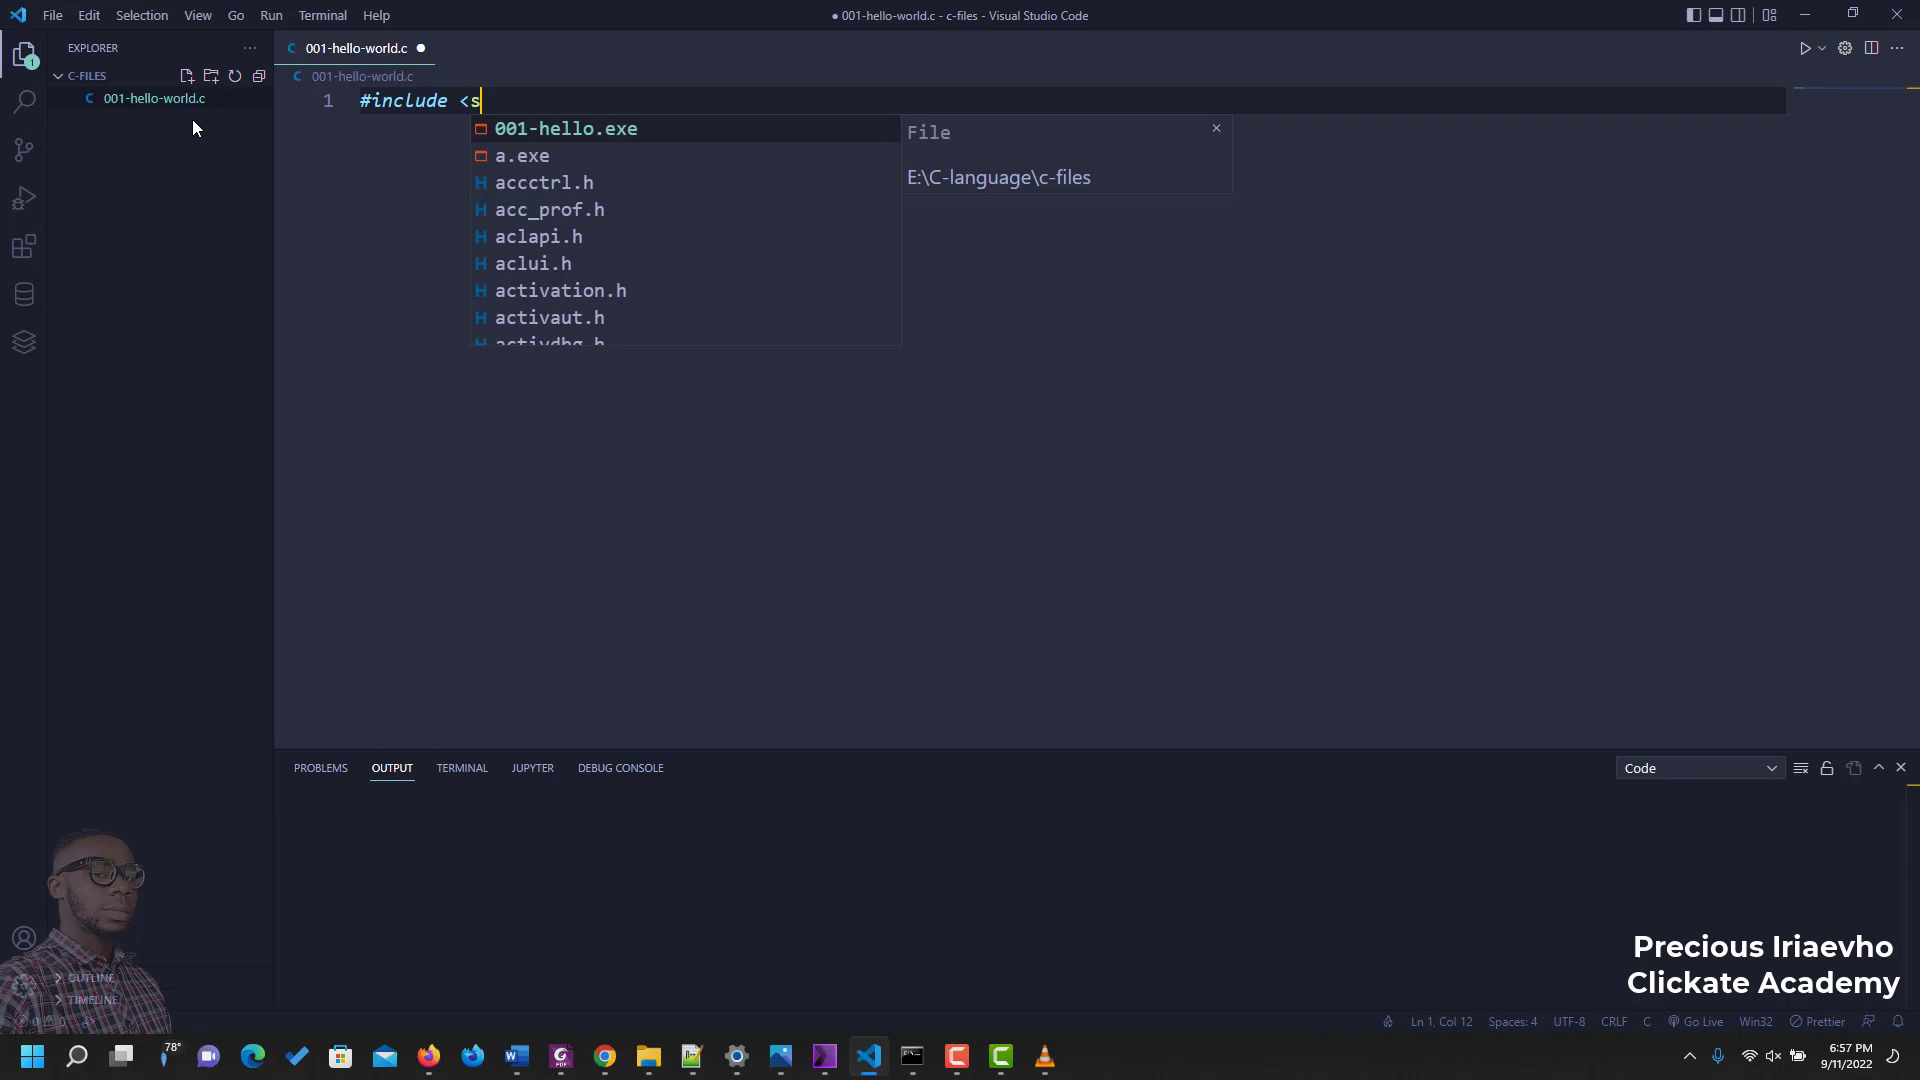 File Edit Selection View Go Run Terminal Help
● 001-hello-world.c - c-files - Visual Studio Code
EXPLORER
001-hello-world.c
C-FILES
001-hello-world.c
001-hello-world.c
1 #include <s
001-hello.exe
a.exe
accctrl.h
acc_prof.h
aclapi.h
aclui.h
activation.h
activaut.h
activdbg.h
File
E:\C-language\c-files
PROBLEMS OUTPUT TERMINAL JUPYTER DEBUG CONSOLE
Code
Precious Iriaevho
Clickate Academy
OUTLINE
TIMELINE
Ln 1, Col 12 Spaces: 4 UTF-8 CRLF C Go Live Win32 Prettier
78°
6:57 PM
9/11/2022